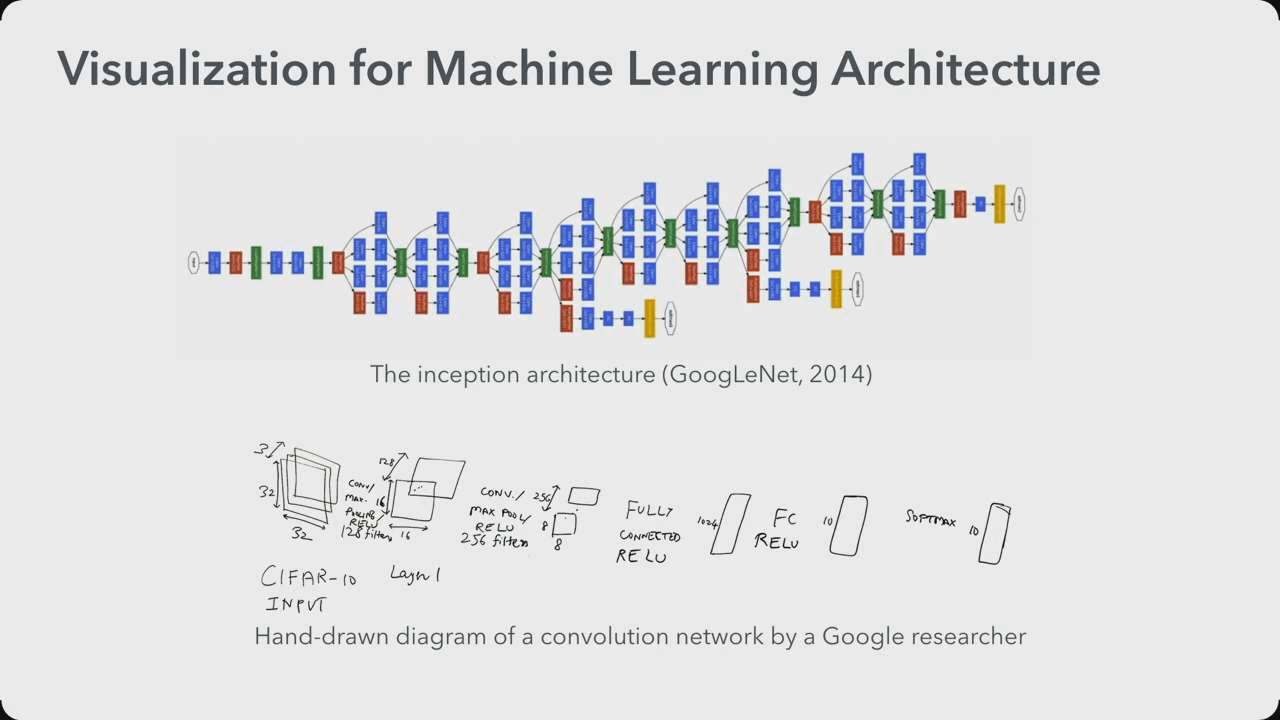 Visualization for Machine Learning Architecture
The inception architecture (GoogLeNet, 2014)
3
32
32
CONV/
MAX.
POOLING/
RELU
128 filters
128
16
16
CONV./
MAX POOL/
RELU
256 filters
256
8
8
FULLY
CONNECTED
RELU
1024
FC
RELU
10
SOFTMAX
10
CIFAR-10
INPUT
Layer 1
Hand-drawn diagram of a convolution network by a Google researcher